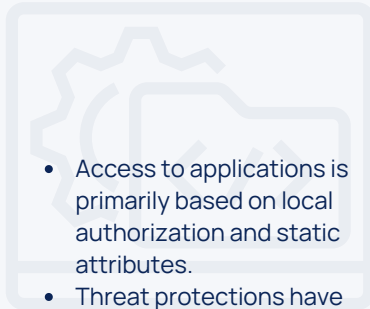 • Access to applications is
primarily based on local
authorization and static
attributes.
• Threat protections have